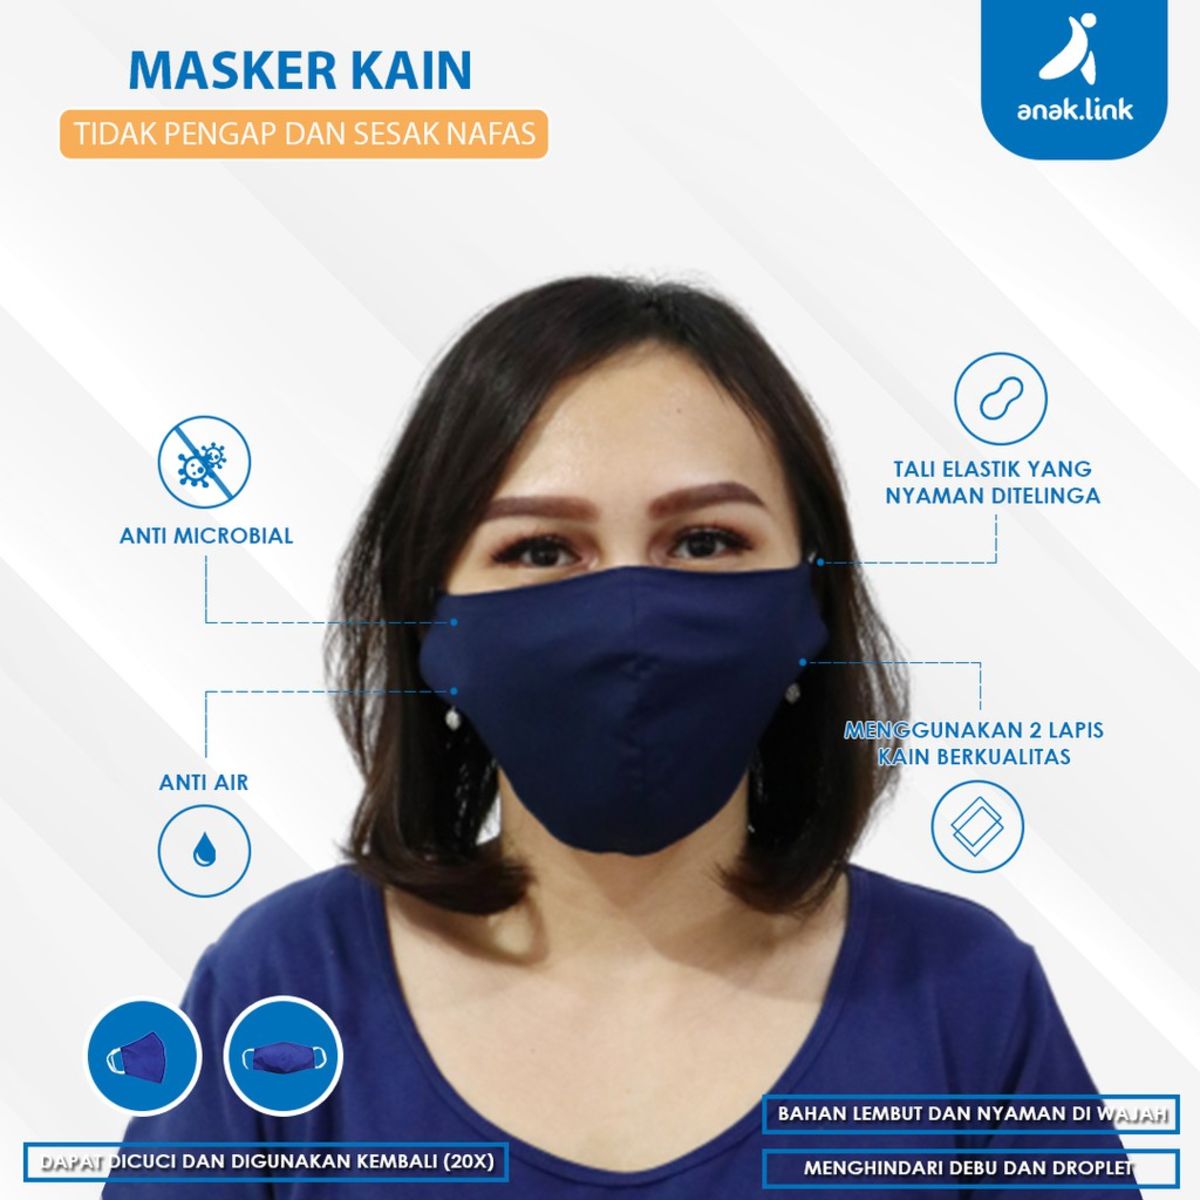 MASKER KAIN
TIDAK PENGAP DAN SESAK NAFAS
anak.link
TALI ELASTIK YANG
NYAMAN DITELINGA
ANTI MICROBIAL
MENGGUNAKAN 2 LAPIS
KAIN BERKUALITAS
ANTI AIR
BAHAN LEMBUT DAN NYAMAN DI WAJAH
DAPAT DICUCI DAN DIGUNAKAN KEMBALI (20X)
MENGHINDARI DEBU DAN DROPLET